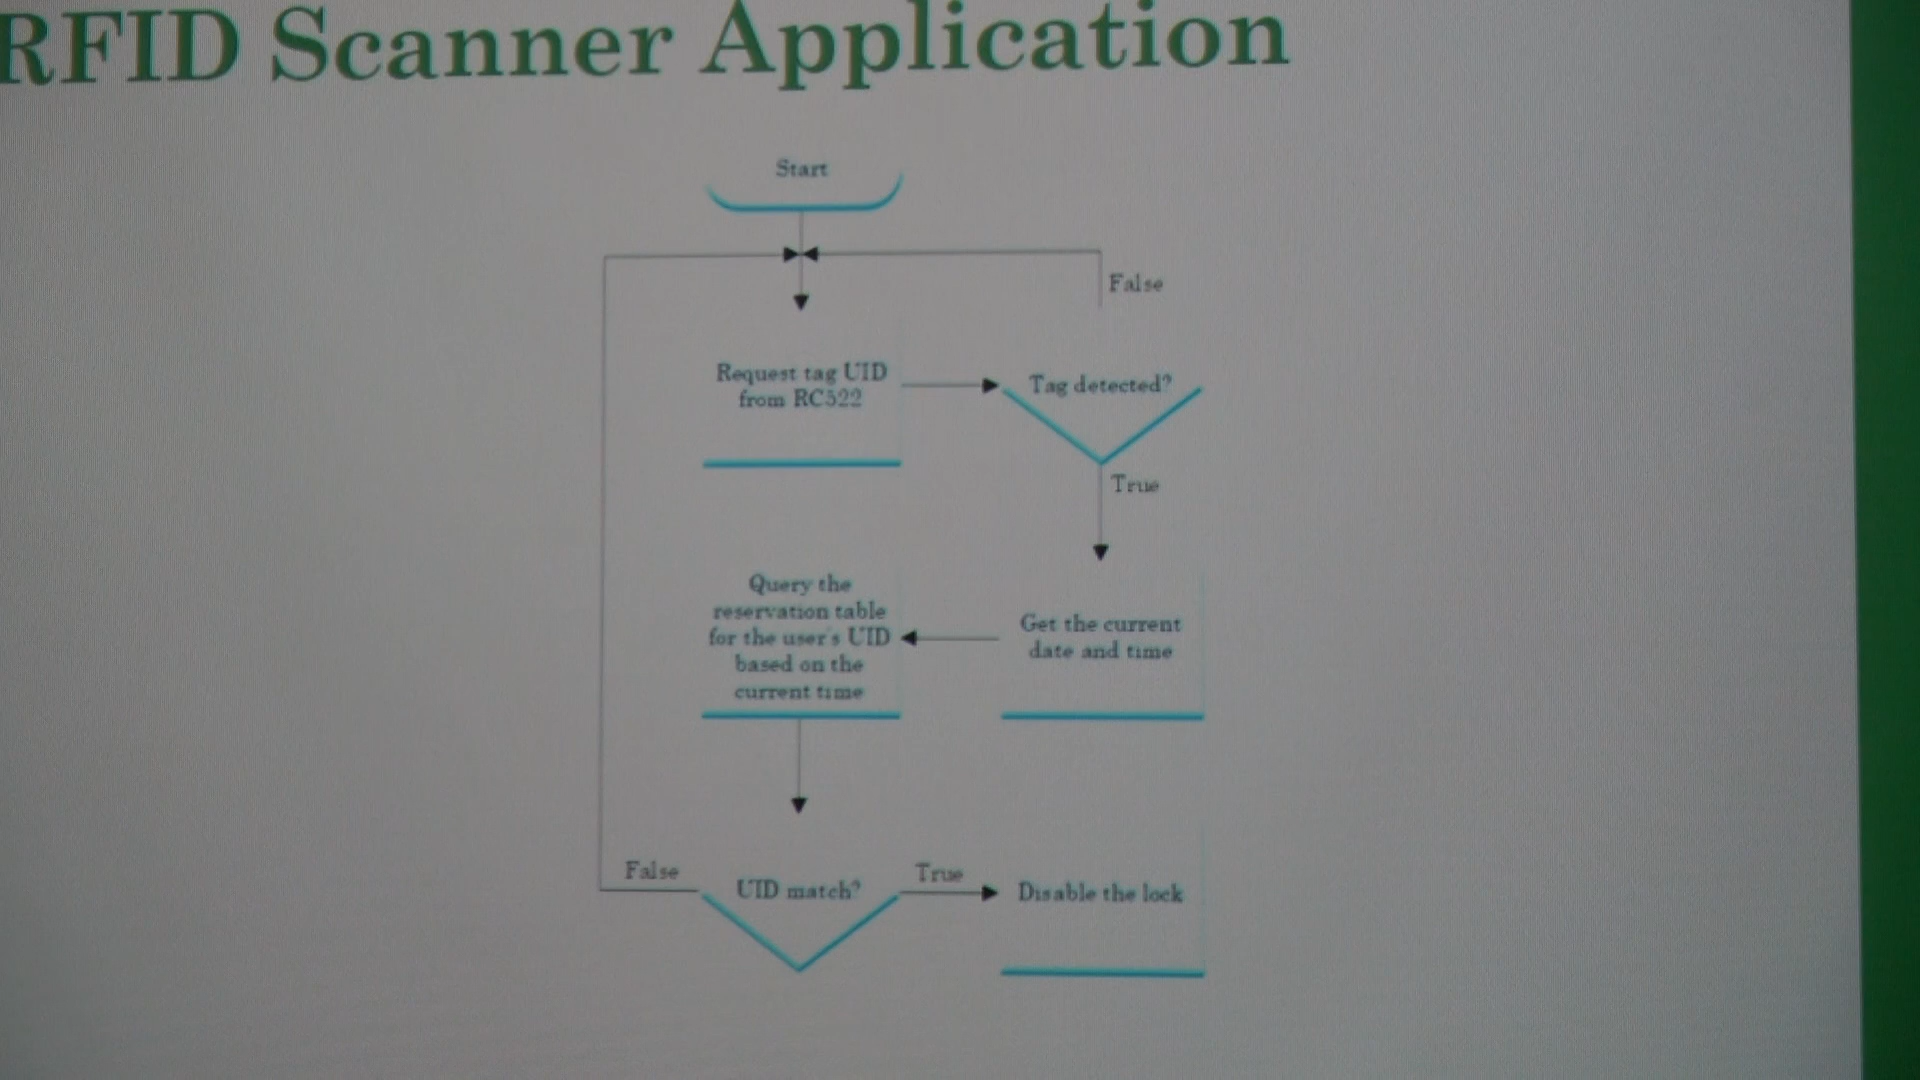 RFID Scanner Application
Start
False
Request tag UID
from RC522
Tag detected?
True
Query the
reservation table
for the user's UID
based on the
current time
Get the current
date and time
False
UID match?
True
Disable the lock